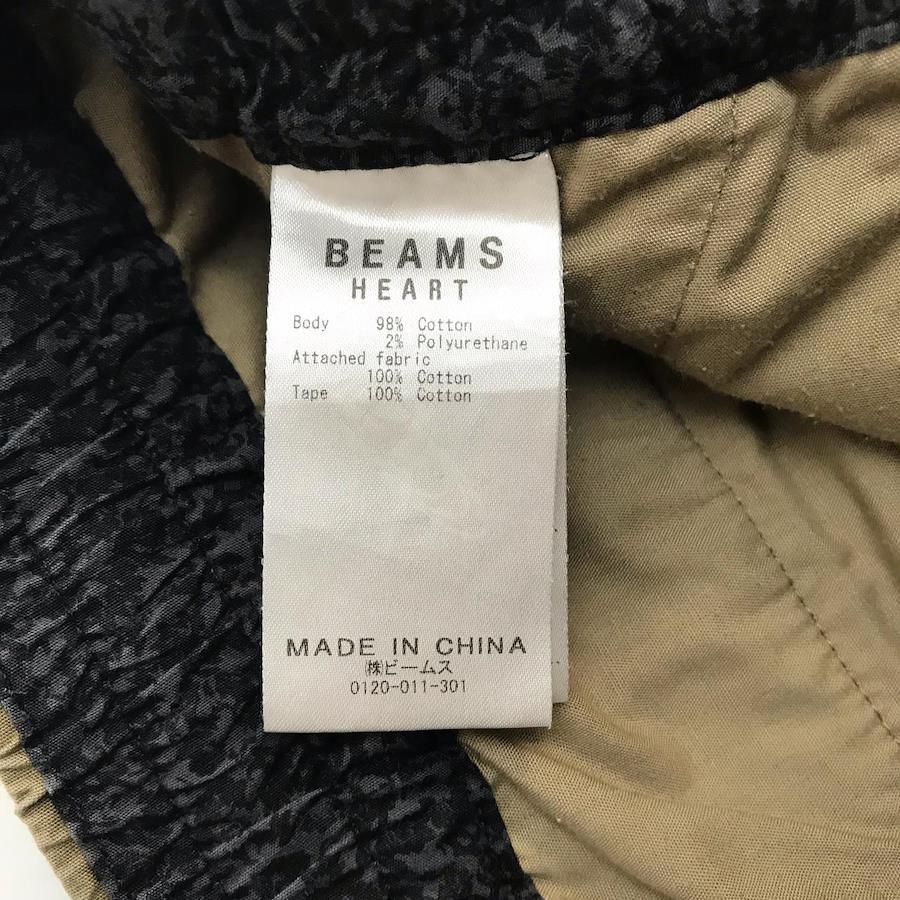 BEAMS
HEART
Body 98% Cotton
2% Polyurethane
Attached fabric
100% Cotton
Tape 100% Cotton
MADE IN CHINA
㈱ビームス
0120-011-301